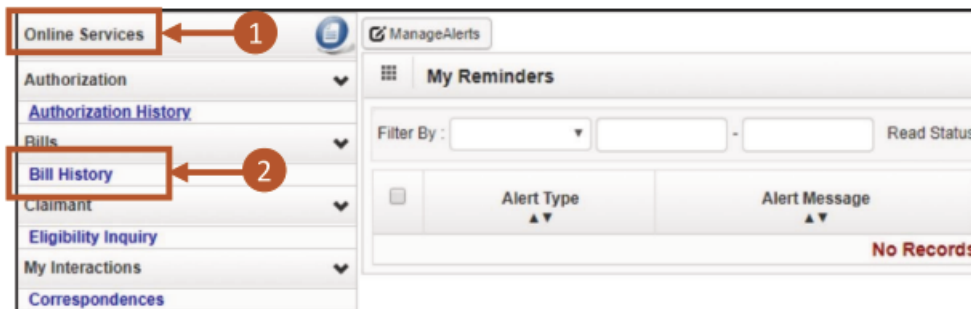 Online Services
1
Authorization
Authorization History
Bills
Bill History
2
Claimant
Eligibility Inquiry
My Interactions
Correspondences
ManageAlerts
My Reminders
Filter By :
-
Read Status
Alert Type
▲▼
Alert Message
▲▼
No Records